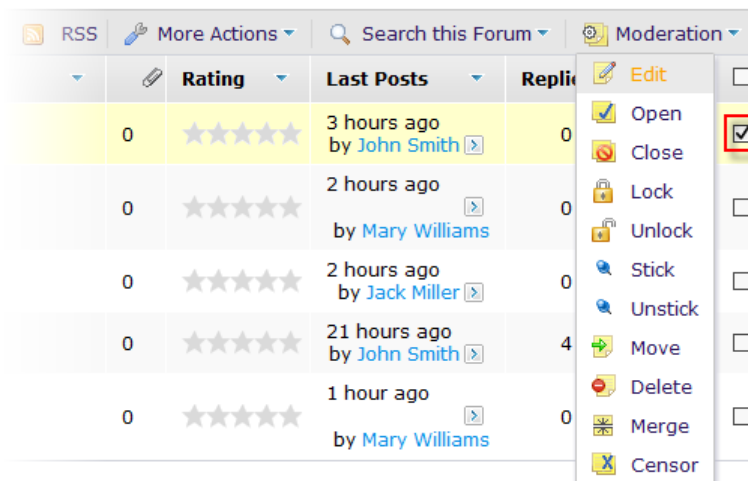 RSS More Actions Search this Forum Moderation
Rating Last Posts
0 3 hours ago 0
by John Smith
0 2 hours ago 0
by Mary Williams
0 2 hours ago 0
by Jack Miller
0 21 hours ago 4
by John Smith
0 1 hour ago 0
by Mary Williams
Edit
Open
Close
Lock
Unlock
Stick
Unstick
Move
Delete
Merge
Censor